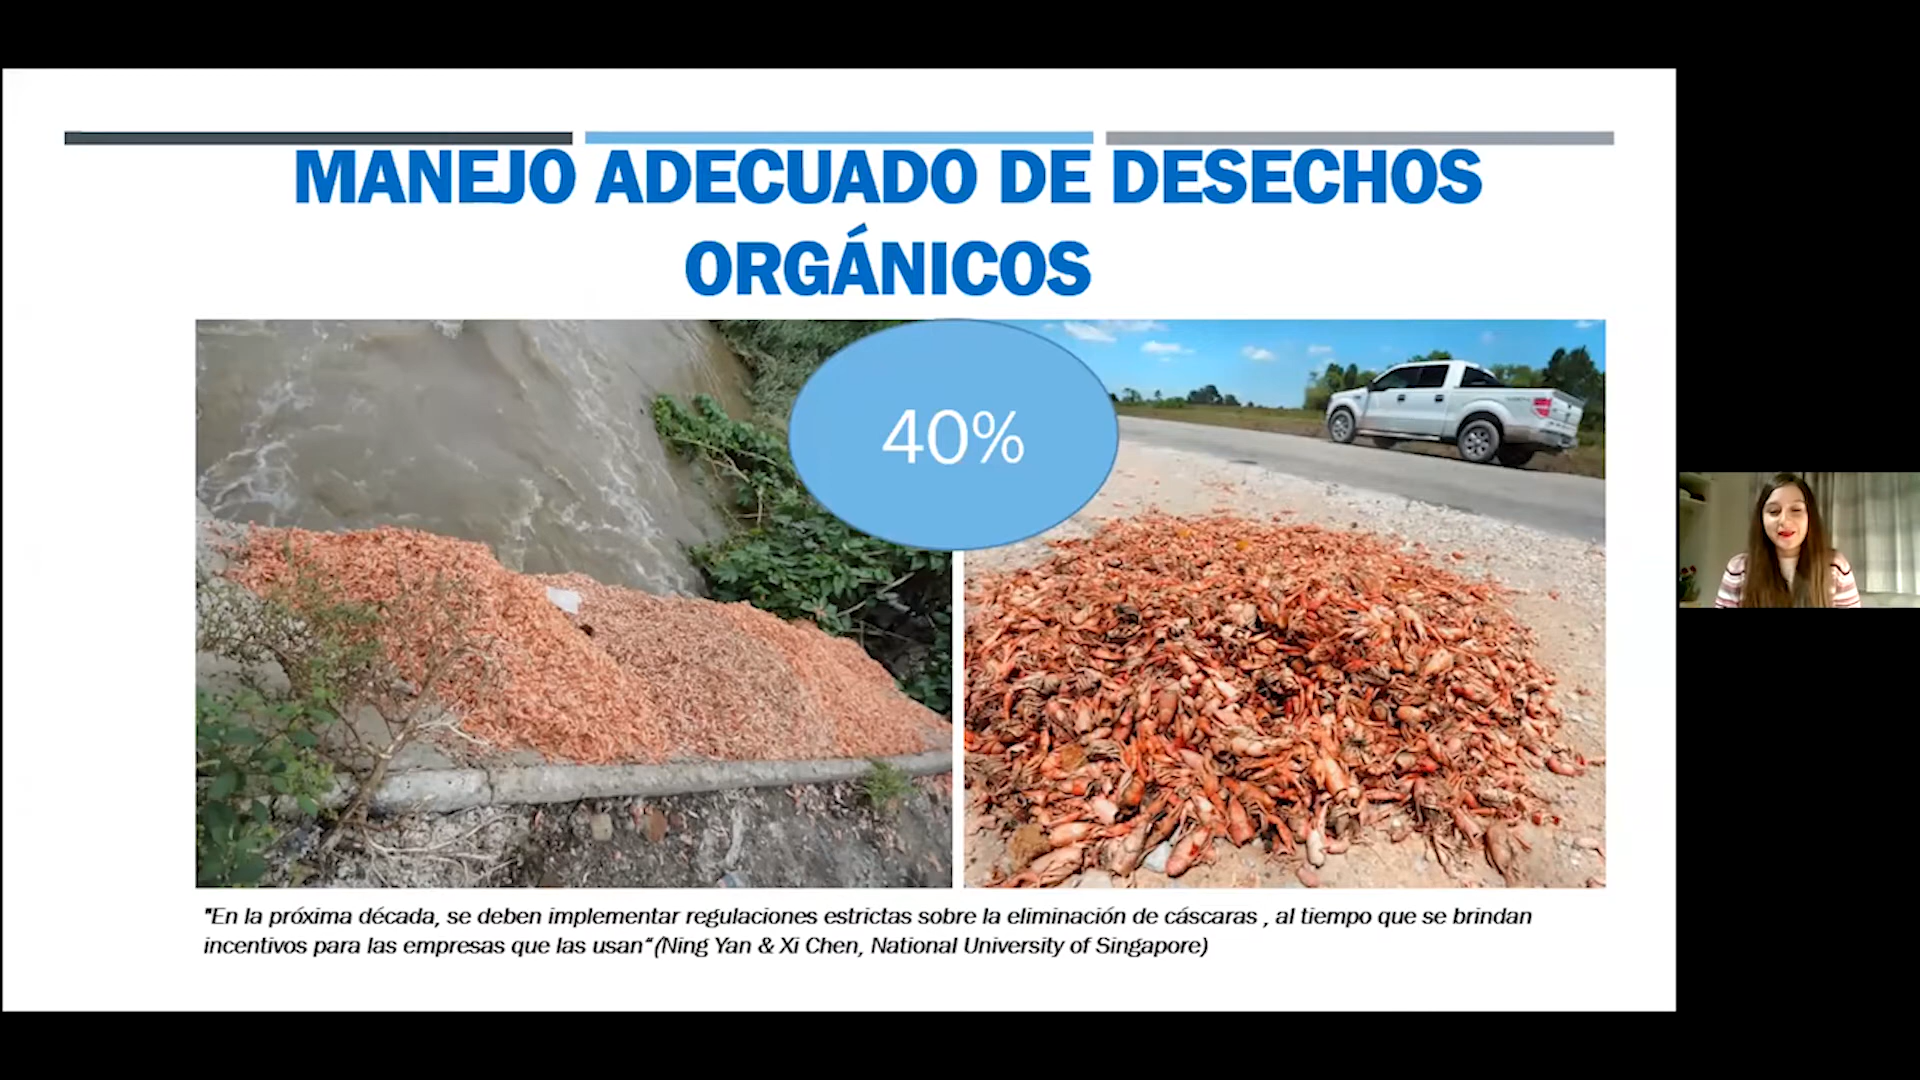 MANEJO ADECUADO DE DESECHOS
ORGÁNICOS
40%
"En la próxima década, se deben implementar regulaciones estrictas sobre la eliminación de cáscaras , al tiempo que se brindan
incentivos para las empresas que las usan“(Ning Yan & Xi Chen, National University of Singapore)